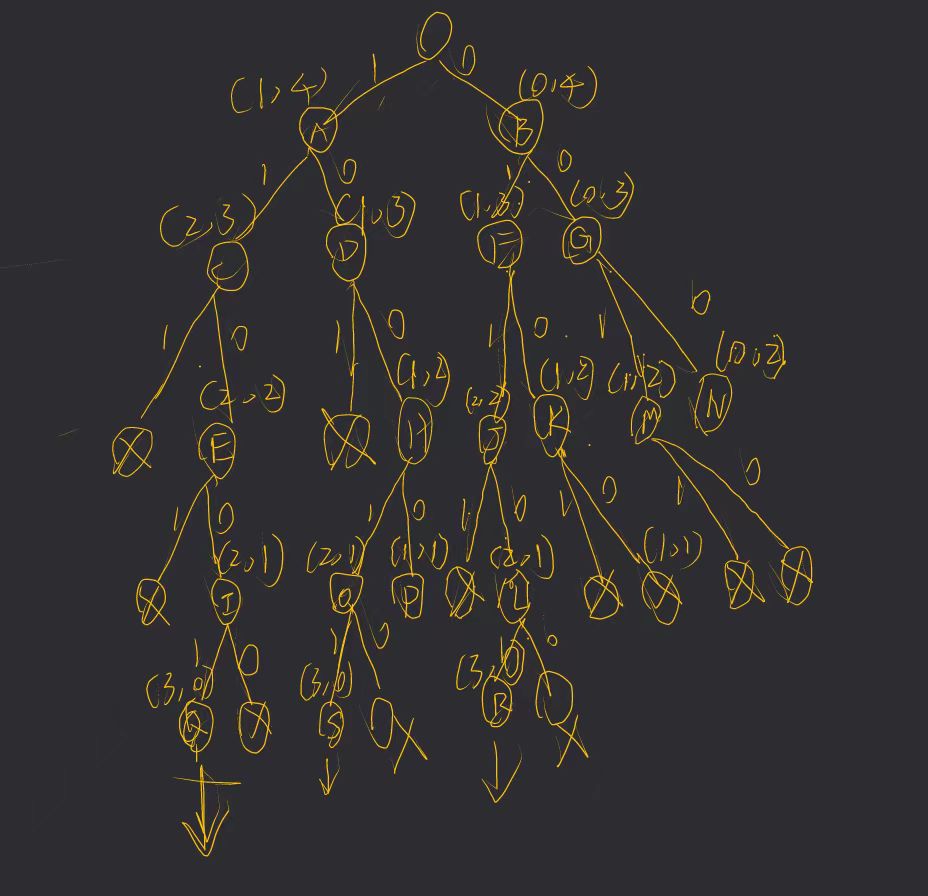 1 0
(1,4) (0,4)
A B
1 0 1 0
(2,3) (1,3) (1,3) (0,3)
C D F G
1 0 1 0 1 0 1 0
(2,2) (1,2) (2,2) (1,2) (1,2) (0,2)
X E X H J K M N
1 0 1 0 1 0 1 0 1 0
(2,1) (2,1) (1,1) (2,1) (1,1)
X I O P X L X X X X
1 0 1 0 1 0
(3,0) (3,0) (3,0)
Q X S X R X